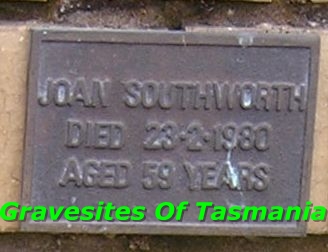 JOAN SOUTHWORTH
DIED 23·2·1980
AGED 59 YEARS
Gravesites Of Tasmania